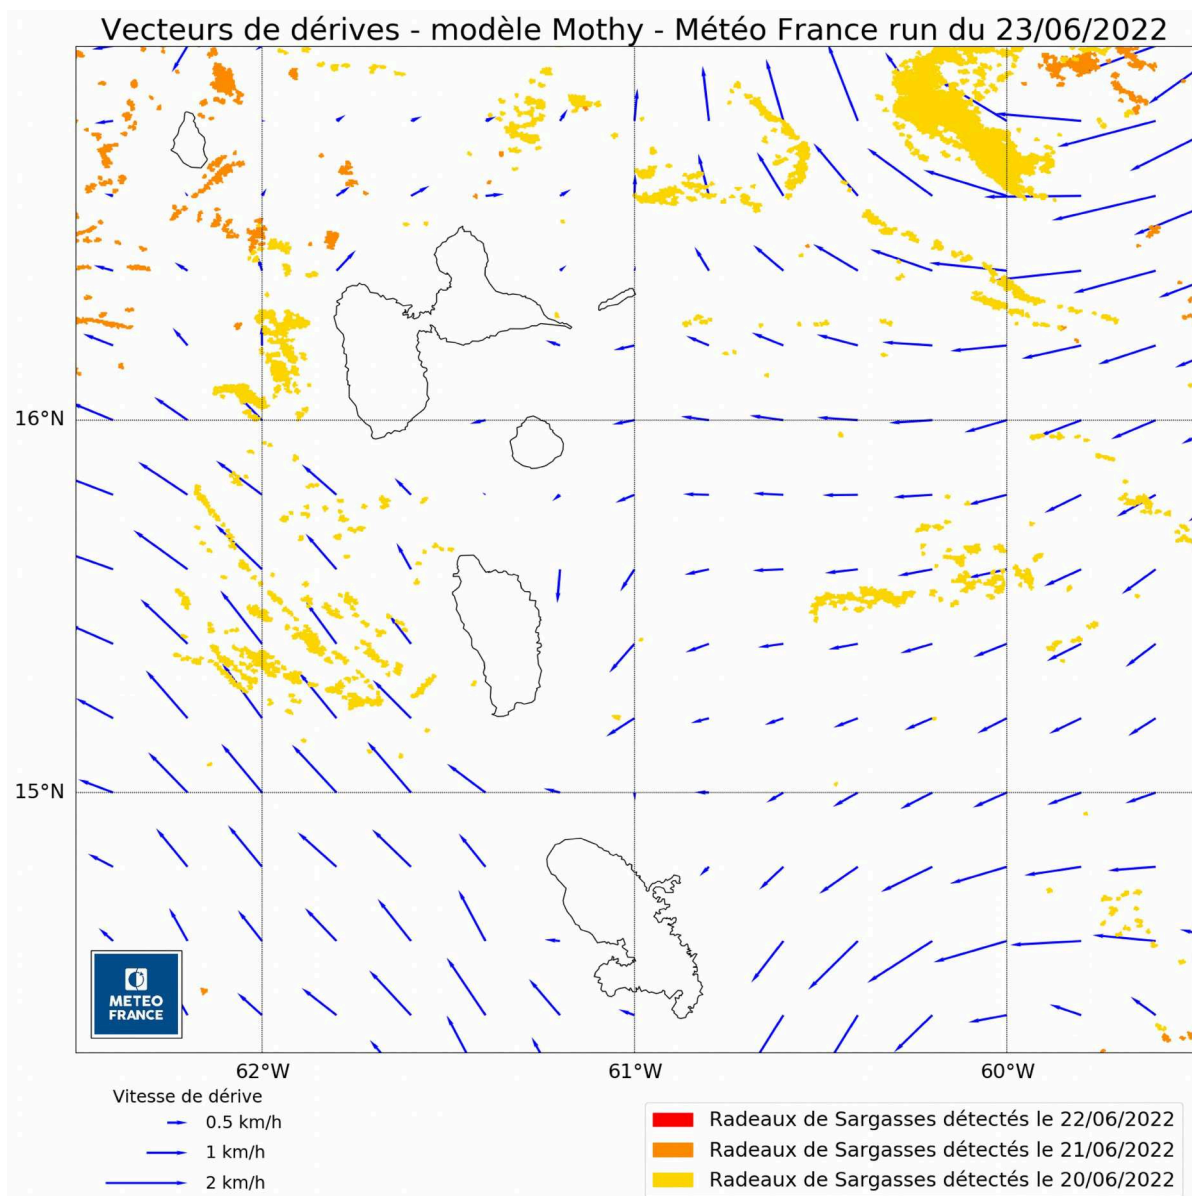 Vecteurs de dérives - modèle Mothy - Météo France run du 23/06/2022
16°N
15°N
METEO
FRANCE
62°W
61°W
60°W
Vitesse de dérive
0.5 km/h
1 km/h
2 km/h
Radeaux de Sargasses détectés le 22/06/2022
Radeaux de Sargasses détectés le 21/06/2022
Radeaux de Sargasses détectés le 20/06/2022